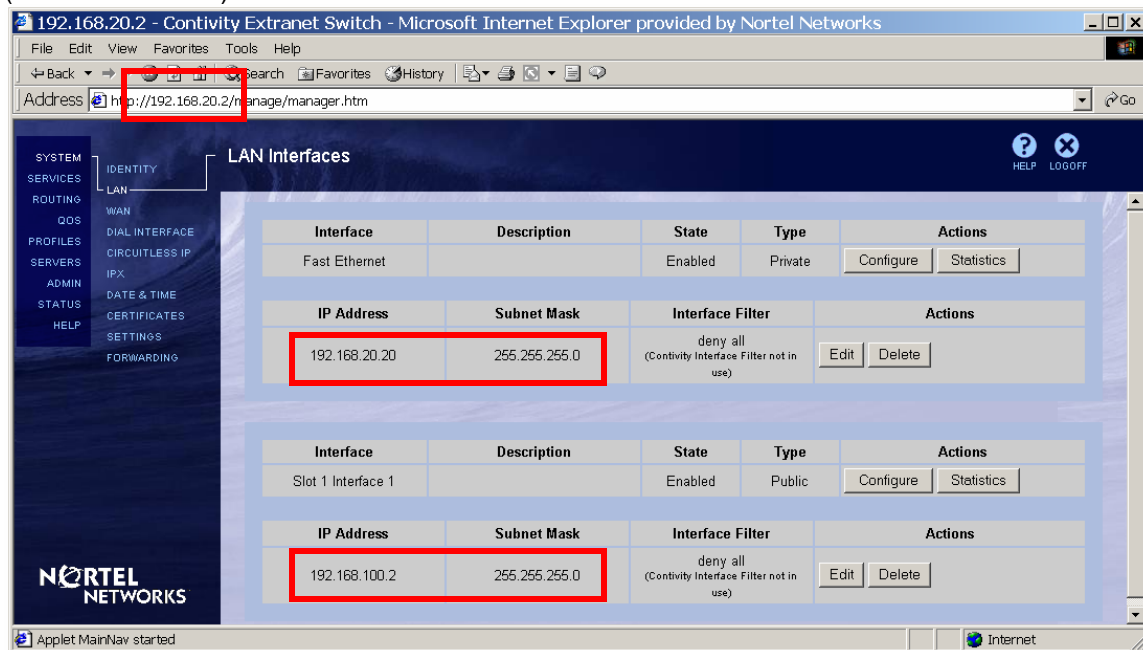 192.168.20.2 - Contivity Extranet Switch - Microsoft Internet Explorer provided by Nortel Networks
File Edit View Favorites Tools Help
Back Search Favorites History
Address http://192.168.20.2/manage/manager.htm Go
LAN Interfaces
HELP LOGOFF
SYSTEM
SERVICES
ROUTING
QOS
PROFILES
SERVERS
ADMIN
STATUS
HELP
IDENTITY
LAN
WAN
DIAL INTERFACE
CIRCUITLESS IP
IPX
DATE & TIME
CERTIFICATES
SETTINGS
FORWARDING
Interface Description State Type Actions
Fast Ethernet Enabled Private Configure Statistics
IP Address Subnet Mask Interface Filter Actions
192.168.20.20 255.255.255.0 deny all
(Contivity Interface Filter not in
use)
Edit Delete
Interface Description State Type Actions
Slot 1 Interface 1 Enabled Public Configure Statistics
IP Address Subnet Mask Interface Filter Actions
192.168.100.2 255.255.255.0 deny all
(Contivity Interface Filter not in
use)
Edit Delete
NORTEL
NETWORKS
Applet MainNav started Internet